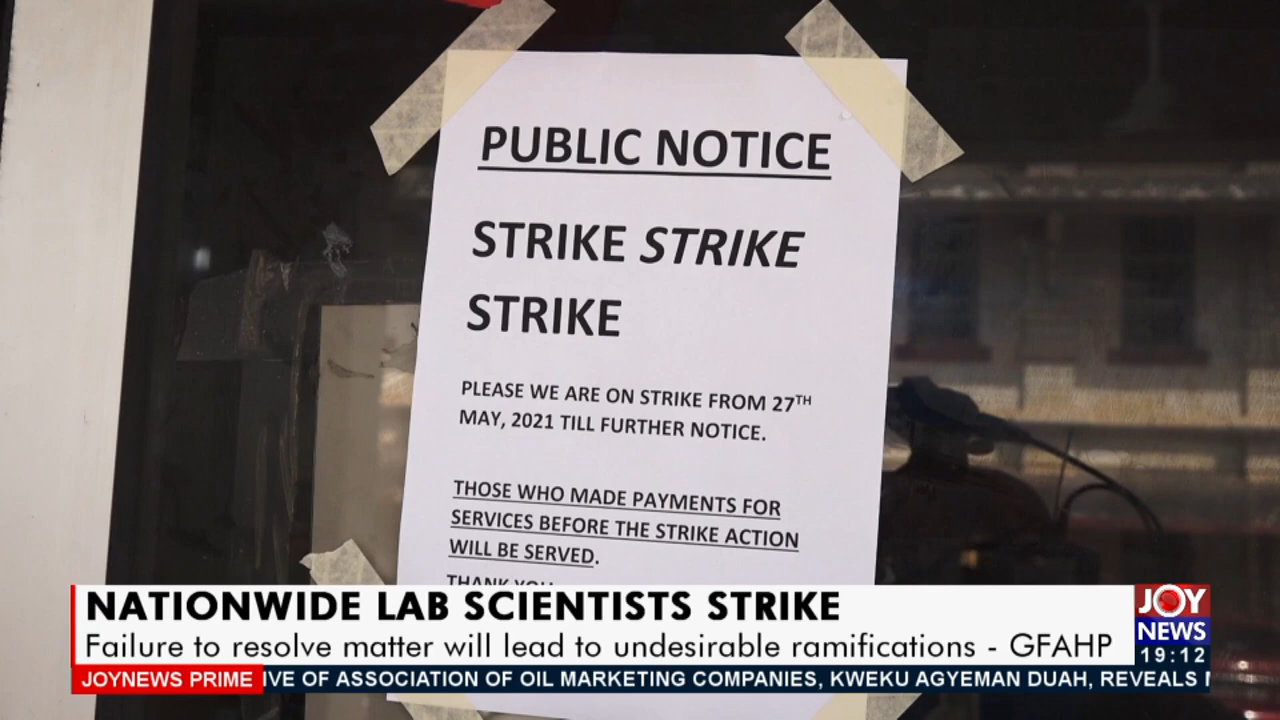 PUBLIC NOTICE
STRIKE STRIKE
STRIKE
PLEASE WE ARE ON STRIKE FROM 27TH
MAY, 2021 TILL FURTHER NOTICE.
THOSE WHO MADE PAYMENTS FOR
SERVICES BEFORE THE STRIKE ACTION
WILL BE SERVED.
THANK YOU
NATIONWIDE LAB SCIENTISTS STRIKE
Failure to resolve matter will lead to undesirable ramifications - GFAHP
JOY
NEWS
19:12
JOYNEWS PRIME IVE OF ASSOCIATION OF OIL MARKETING COMPANIES, KWEKU AGYEMAN DUAH, REVEALS